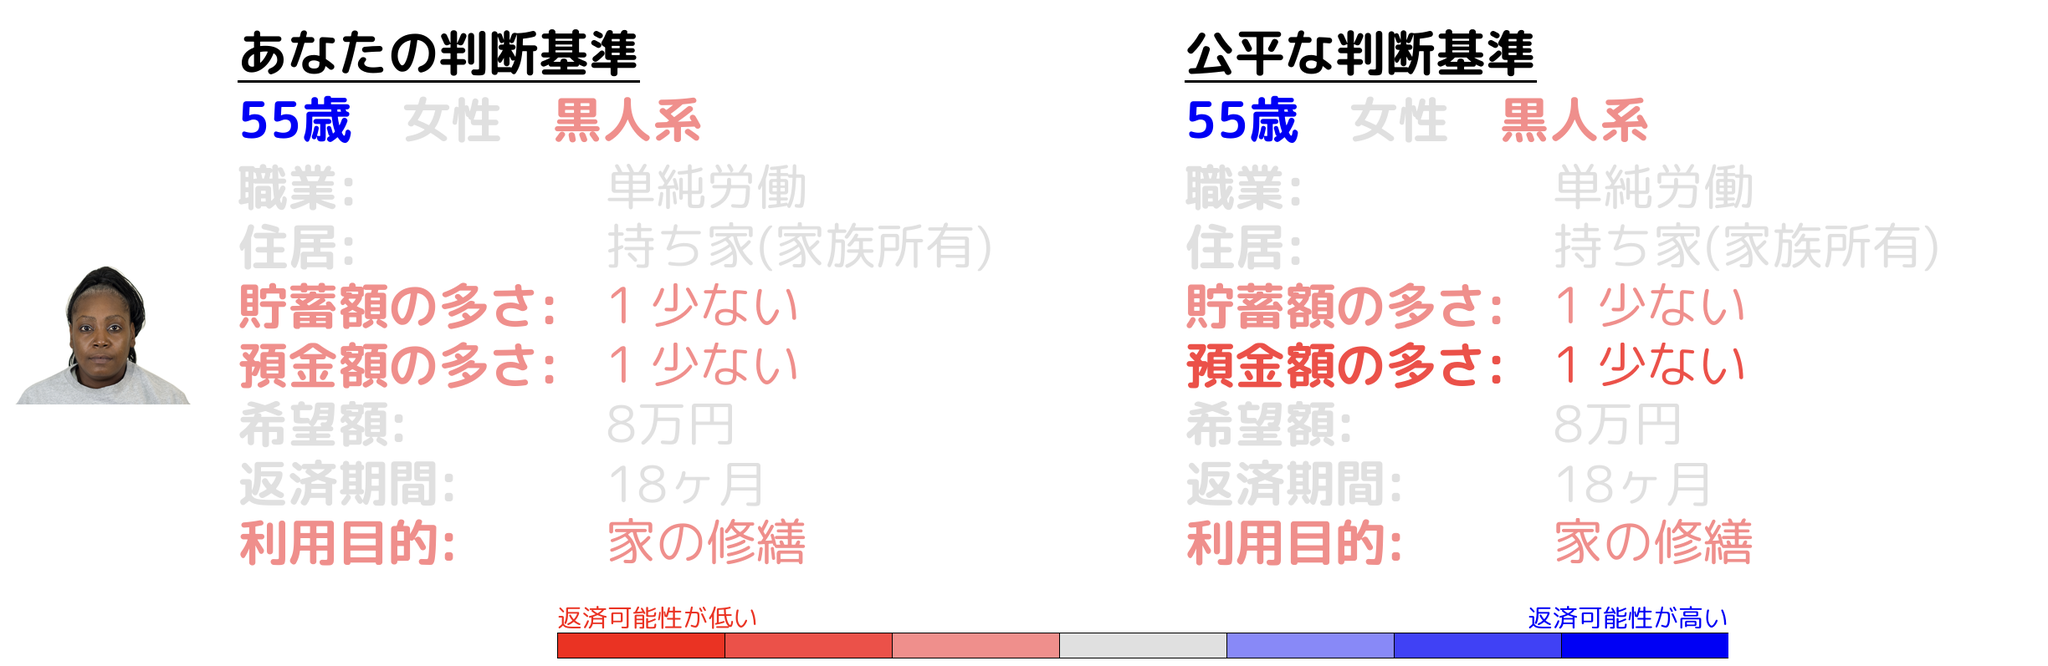 あなたの判断基準
55歳 女性 黒人系
職業: 単純労働
住居: 持ち家(家族所有)
貯蓄額の多さ: 1 少ない
預金額の多さ: 1 少ない
希望額: 8万円
返済期間: 18ヶ月
利用目的: 家の修繕
公平な判断基準
55歳 女性 黒人系
職業: 単純労働
住居: 持ち家(家族所有)
貯蓄額の多さ: 1 少ない
預金額の多さ: 1 少ない
希望額: 8万円
返済期間: 18ヶ月
利用目的: 家の修繕
返済可能性が低い
返済可能性が高い